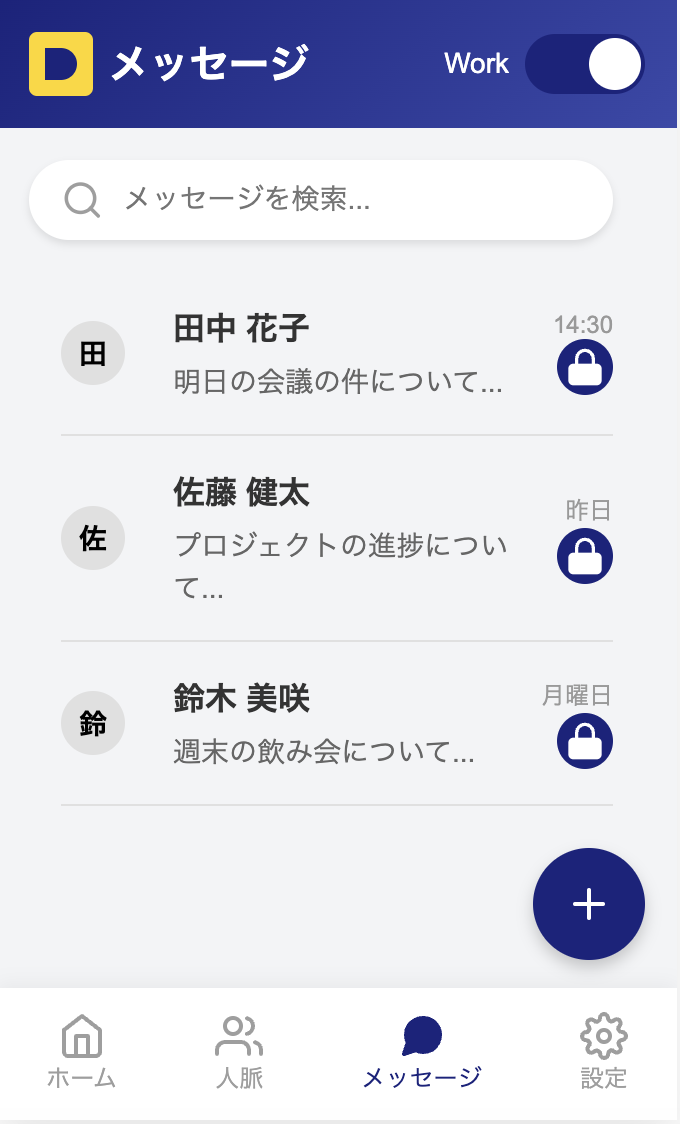 D メッセージ Work
メッセージを検索...
田
田中 花子
14:30
明日の会議の件について...
佐
佐藤 健太
昨日
プロジェクトの進捗につい
て...
鈴
鈴木 美咲
月曜日
週末の飲み会について...
ホーム 人脈 メッセージ 設定